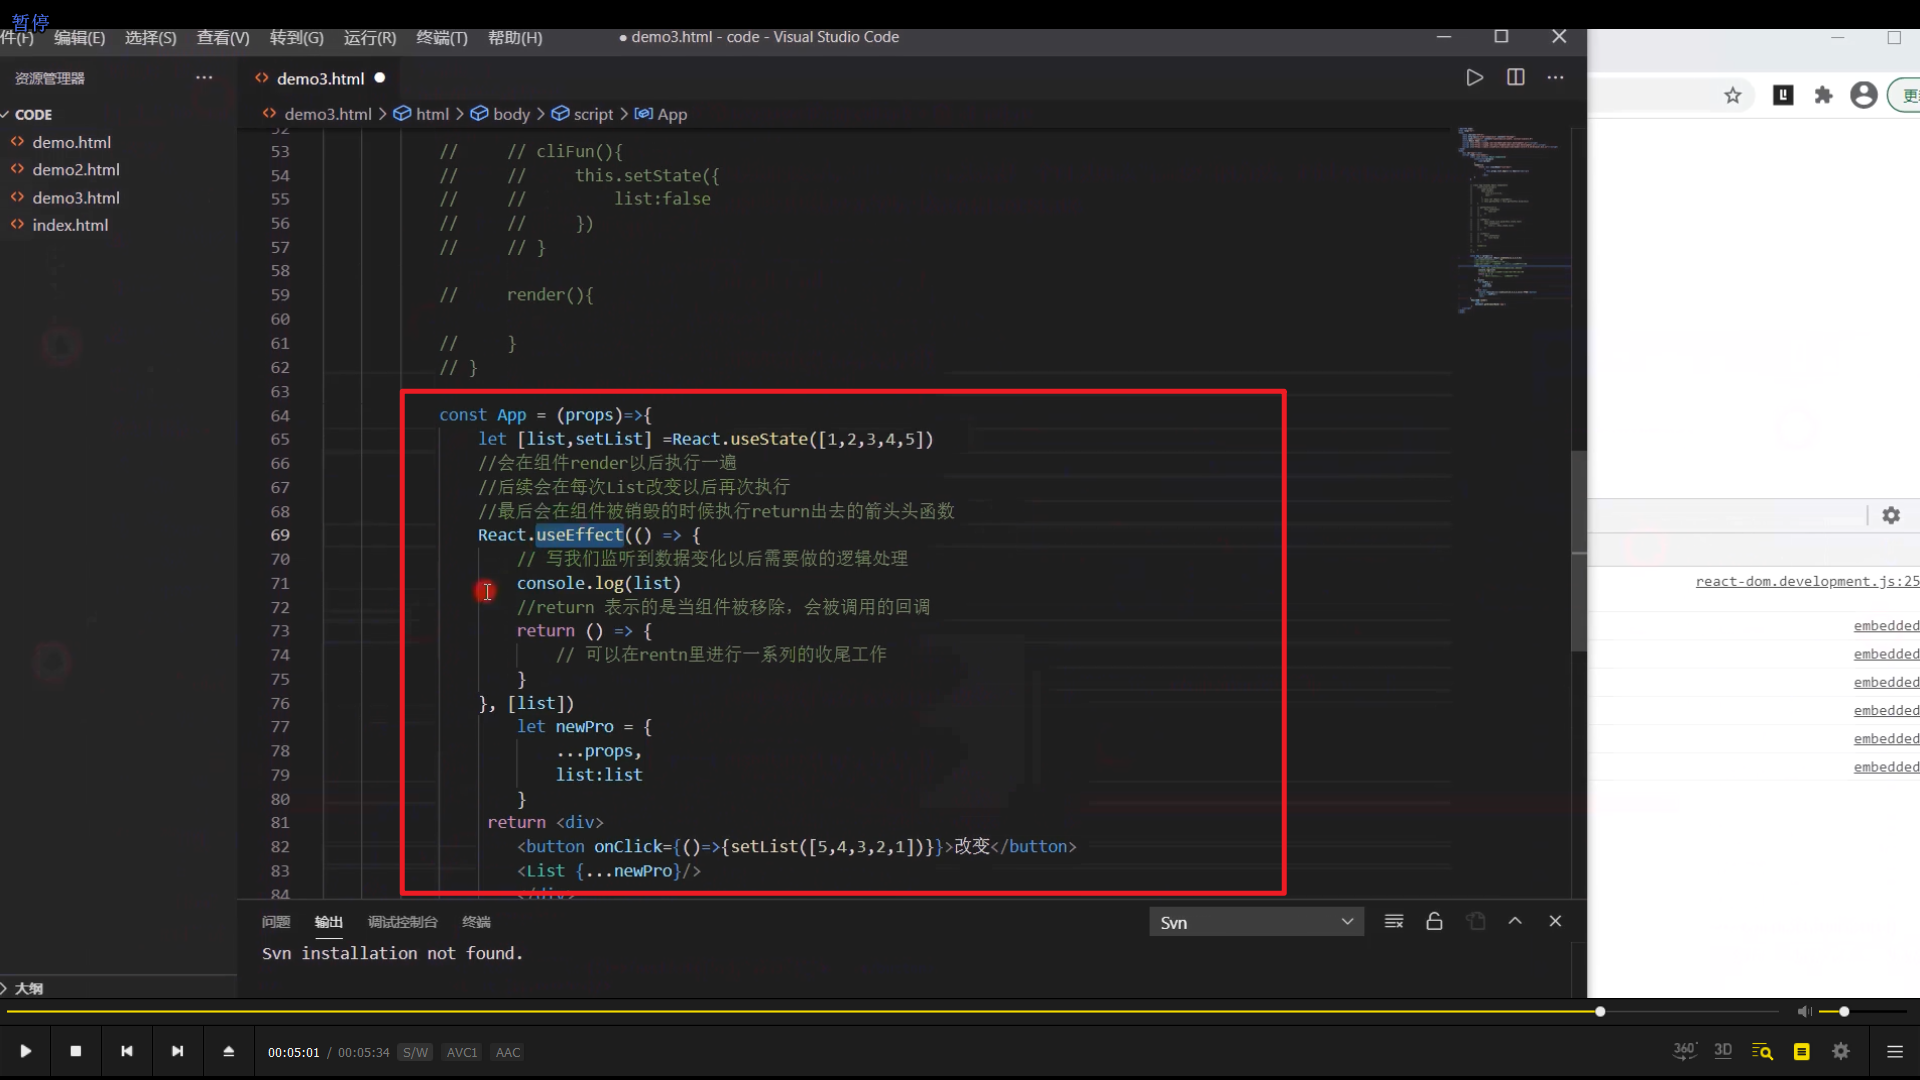 暂停
件(F) 编辑(E) 选择(S) 查看(V) 转到(G) 运行(R) 终端(T) 帮助(H) ● demo3.html - code - Visual Studio Code
资源管理器 ··· <> demo3.html ●
demo3.html > html > body > script > App
CODE
demo.html
demo2.html
demo3.html
index.html
大纲
52
53 // // cliFun(){
54 // // this.setState({
55 // // list:false
56 // // })
57 // // }
58
59 // render(){
60
61 // }
62 // }
63
64 const App = (props)=>{
65 let [list,setList] =React.useState([1,2,3,4,5])
66 //会在组件render以后执行一遍
67 //后续会在每次List改变以后再次执行
68 //最后会在组件被销毁的时候执行return出去的箭头头函数
69 React.useEffect(() => {
70 // 写我们监听到数据变化以后需要做的逻辑处理
71 console.log(list)
72 //return 表示的是当组件被移除，会被调用的回调
73 return () => {
74 // 可以在rentn里进行一系列的收尾工作
75 }
76 }, [list])
77 let newPro = {
78 ...props,
79 list:list
80 }
81 return <div>
82 <button onClick={()=>{setList([5,4,3,2,1])}}>改变</button>
83 <List {...newPro}/>
84 </div>
问题 输出 调试控制台 终端 Svn
Svn installation not found.
react-dom.development.js:25
embedded
embedded
embedded
embedded
embedded
embedded
00:05:01 / 00:05:34 S/W AVC1 AAC
360° 3D